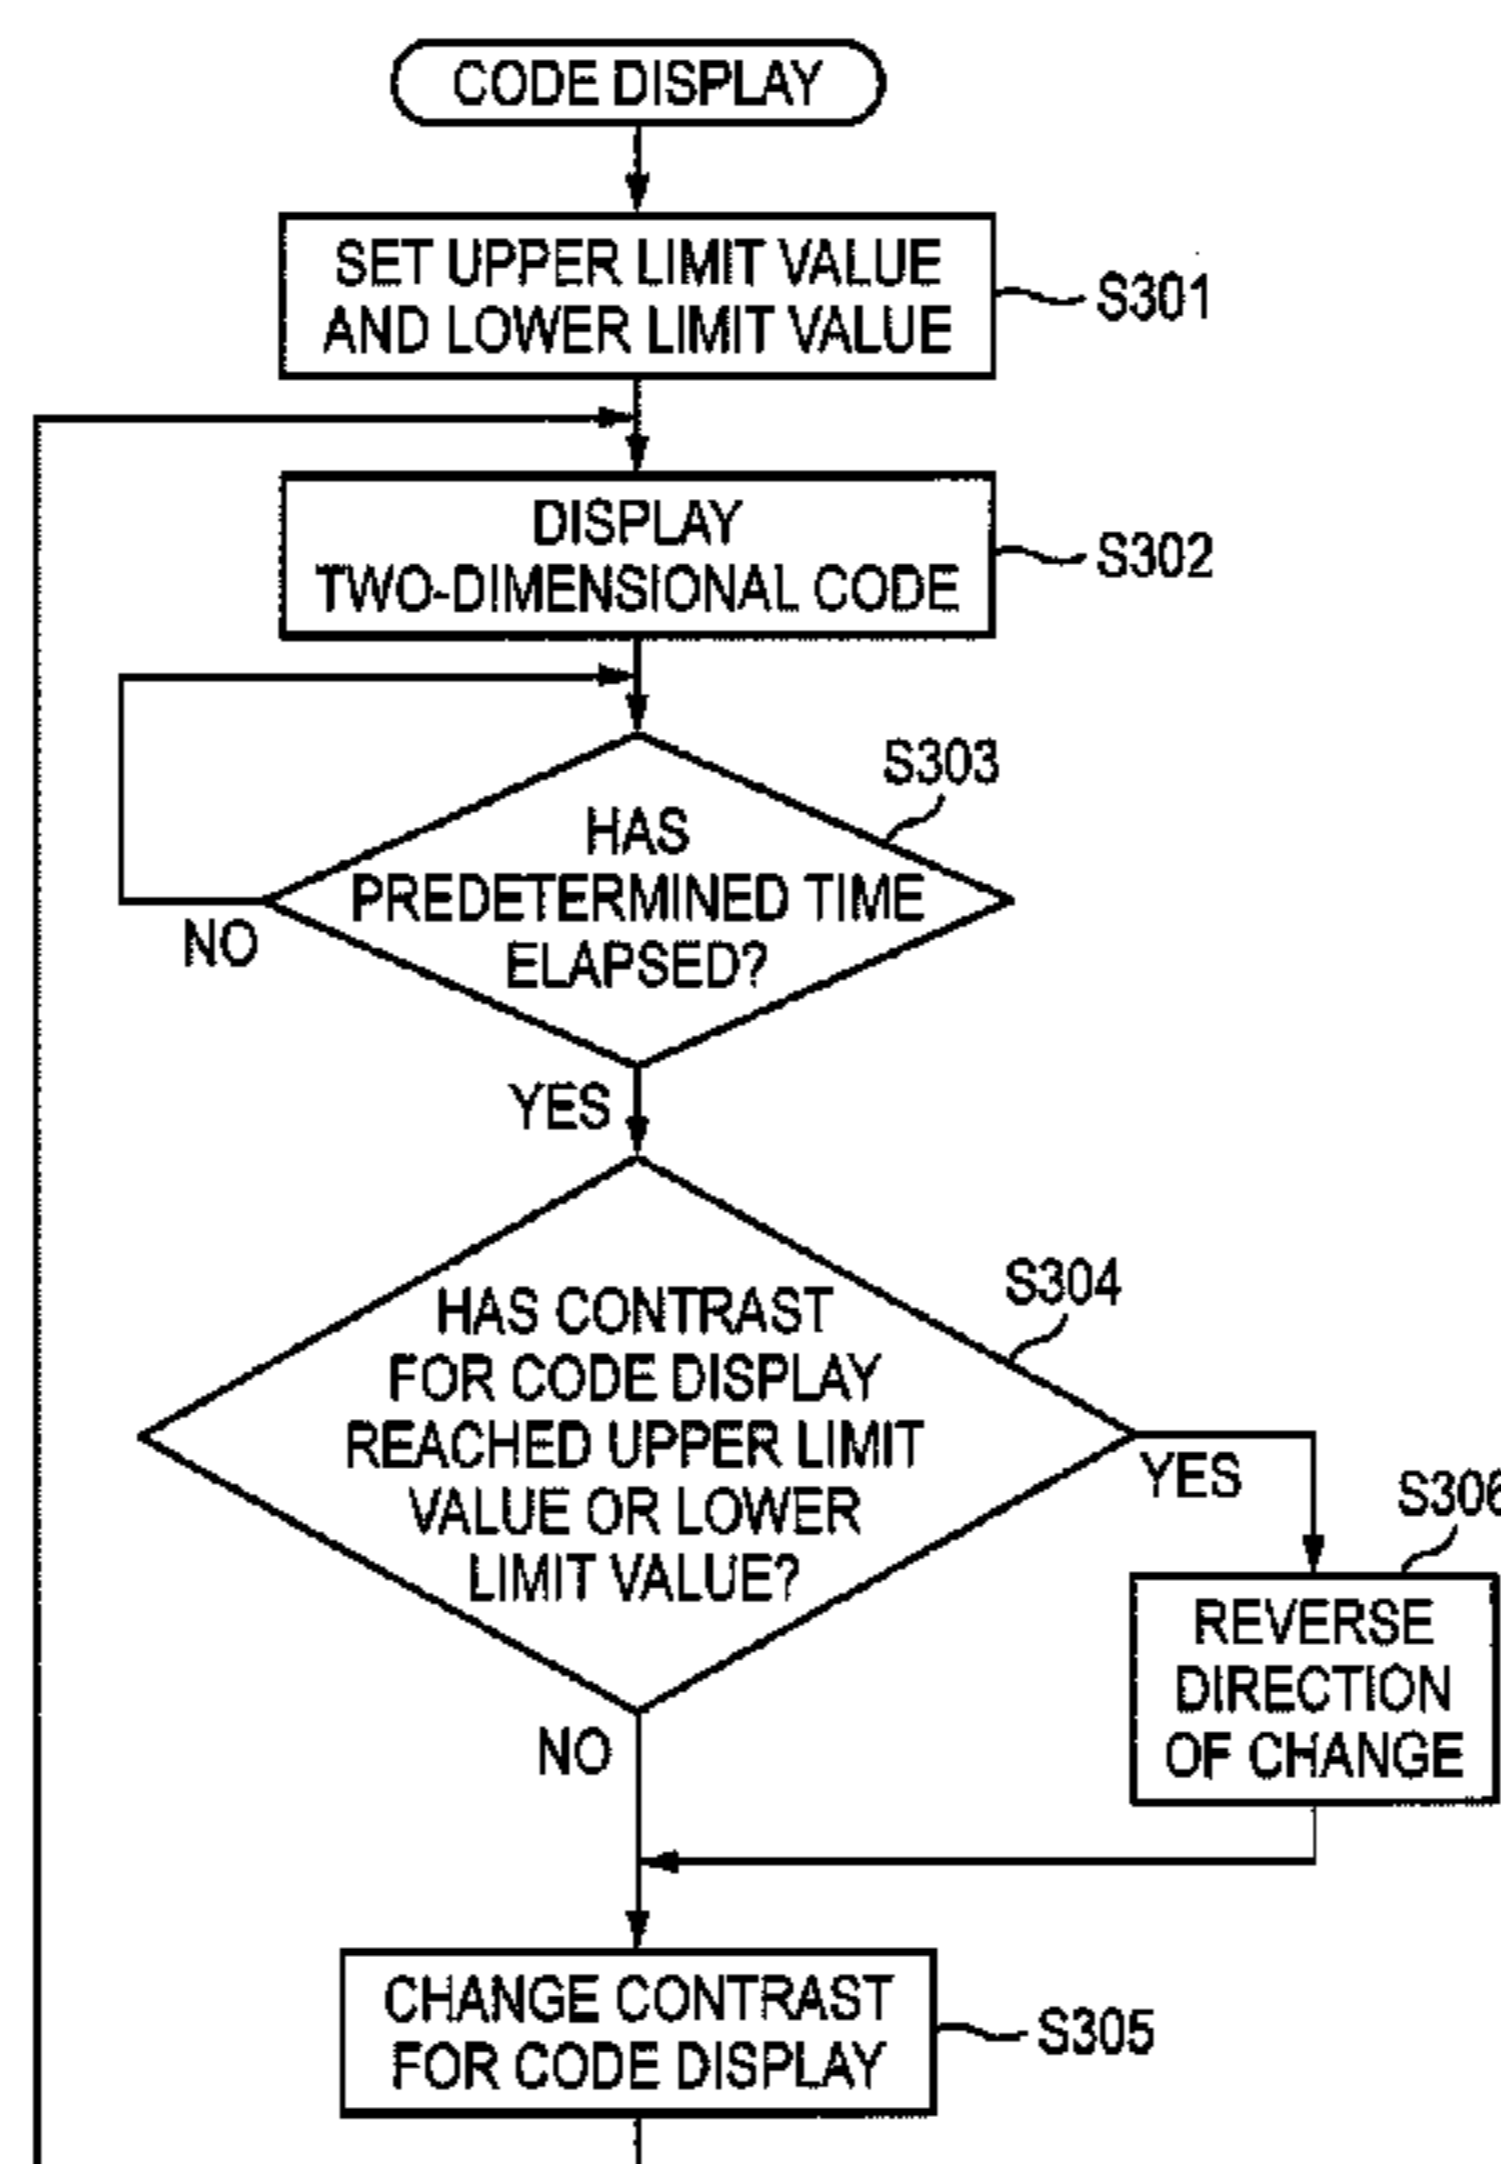 CODE DISPLAY
SET UPPER LIMIT VALUE
AND LOWER LIMIT VALUE
S301
DISPLAY
TWO-DIMENSIONAL CODE
S302
S303
HAS
PREDETERMINED TIME
ELAPSED?
NO
YES
S304
HAS CONTRAST
FOR CODE DISPLAY
REACHED UPPER LIMIT
VALUE OR LOWER
LIMIT VALUE?
YES
S306
REVERSE
DIRECTION
OF CHANGE
NO
CHANGE CONTRAST
FOR CODE DISPLAY
S305